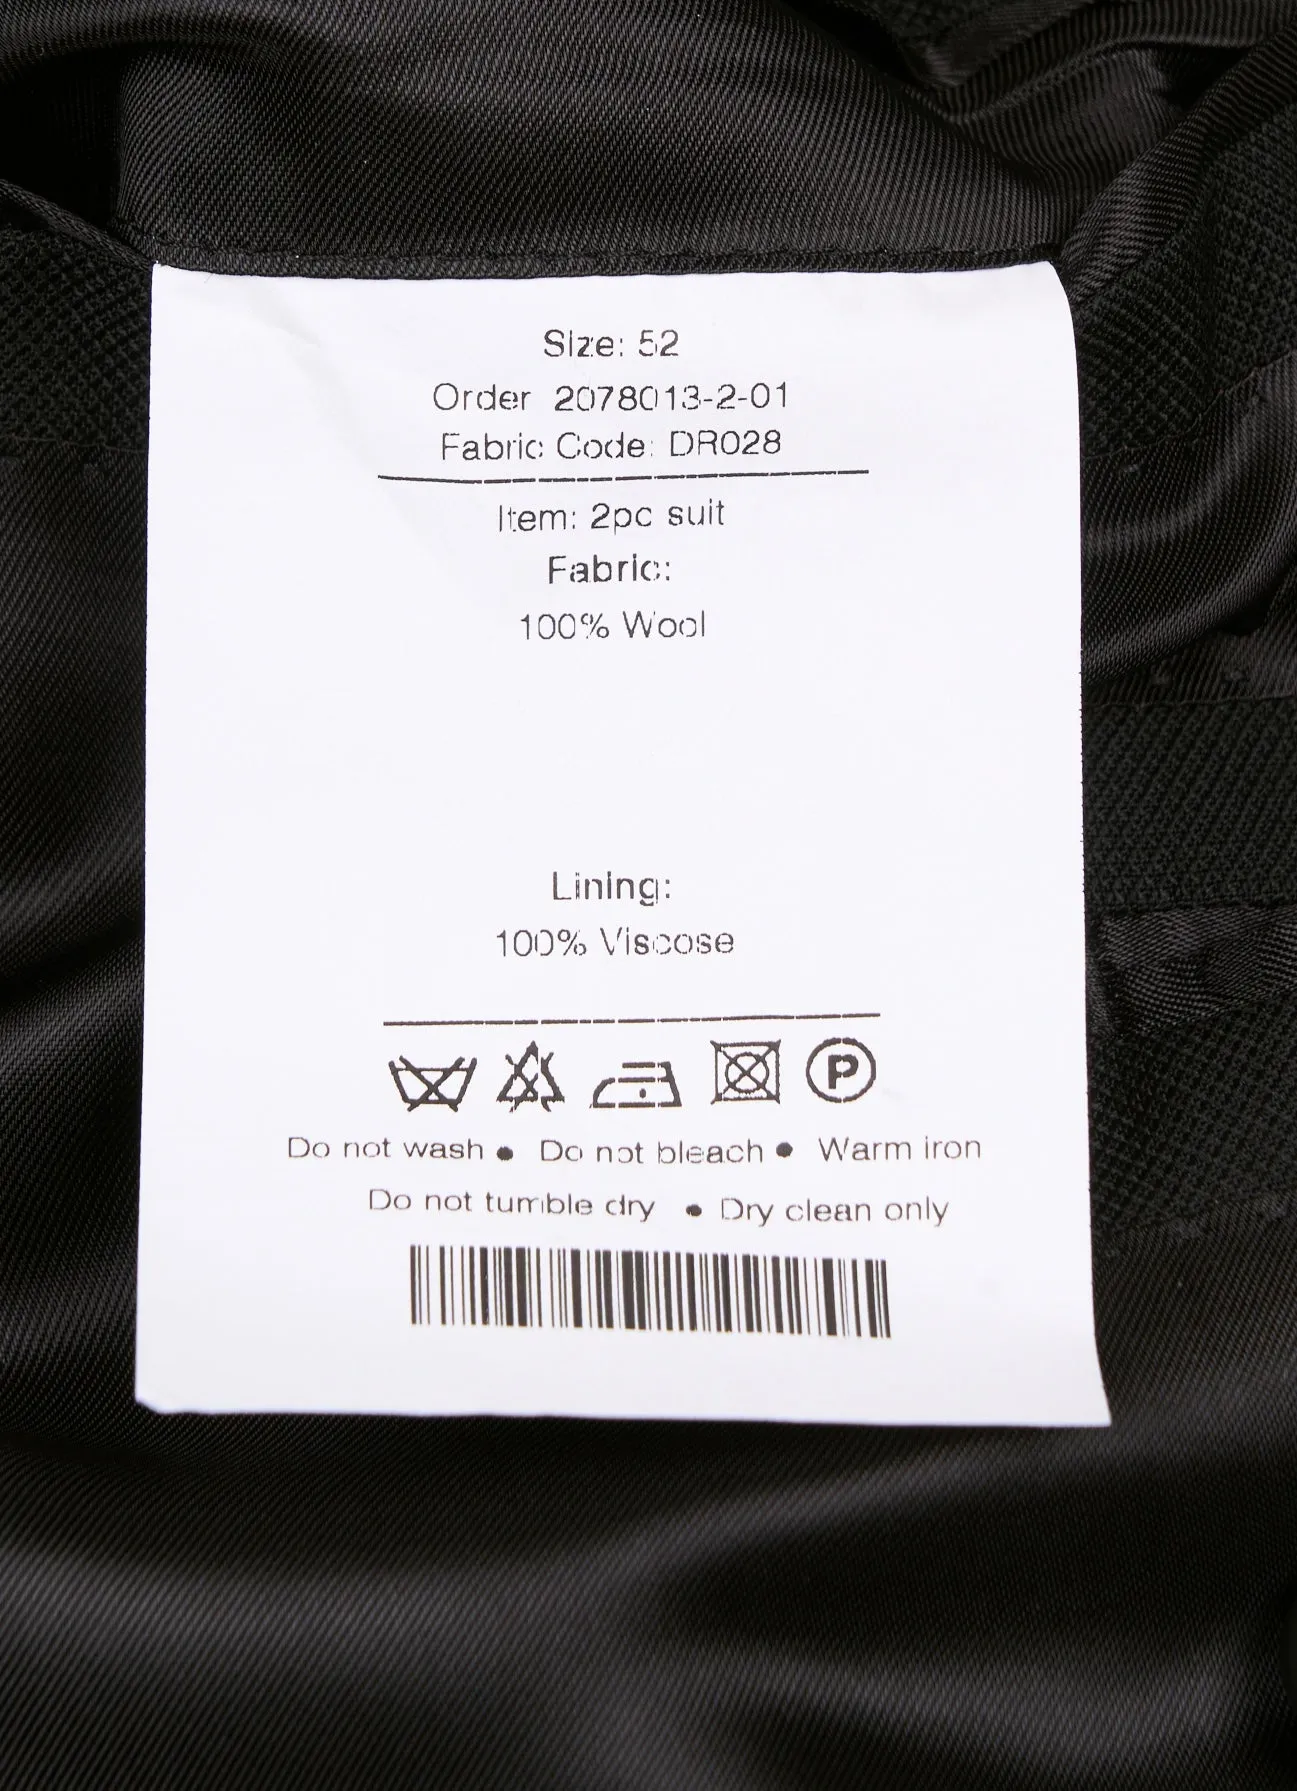 Size: 52
Order 2078013-2-01
Fabric Code: DR028
Item: 2pc suit
Fabric:
100% Wool
Lining:
100% Viscose
P
Do not wash • Do not bleach • Warm iron
Do not tumble dry • Dry clean only